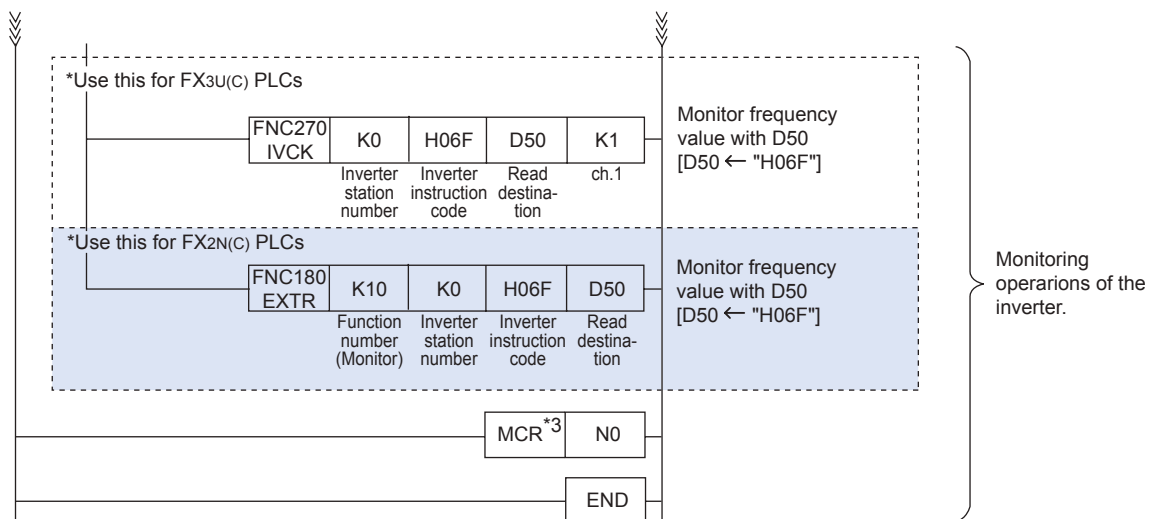 *Use this for FX3U(C) PLCs
FNC270
IVCK
K0
H06F
D50
K1
Inverter
station
number
Inverter
instruction
code
Read
destina-
tion
ch.1
Monitor frequency
value with D50
[D50 ← "H06F"]
*Use this for FX2N(C) PLCs
FNC180
EXTR
K10
K0
H06F
D50
Function
number
(Monitor)
Inverter
station
number
Inverter
instruction
code
Read
destina-
tion
Monitor frequency
value with D50
[D50 ← "H06F"]
Monitoring
operarions of the
inverter.
MCR*3
N0
END